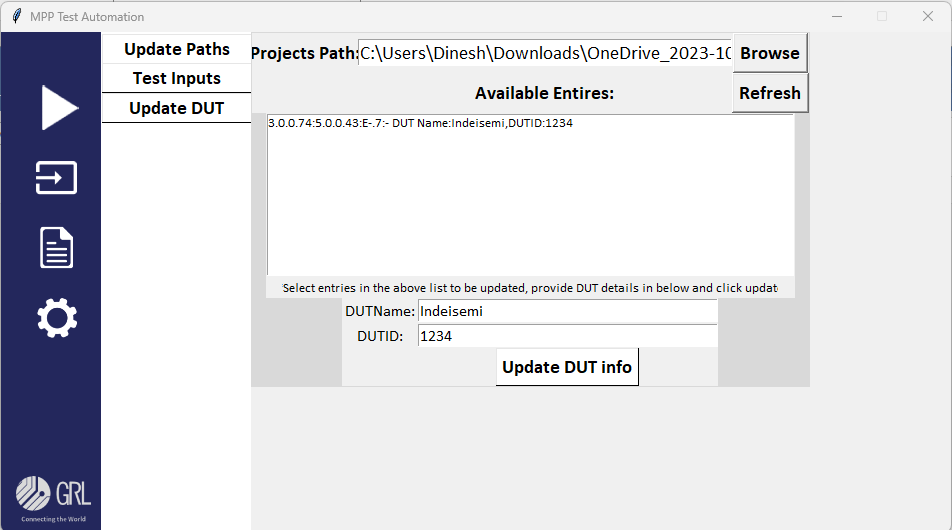 MPP Test Automation
Update Paths
Test Inputs
Update DUT
Projects Path:
C:\Users\Dinesh\Downloads\OneDrive_2023-10
Browse
Available Entires:
Refresh
3.0.0.74:5.0.0.43:E-.7:- DUT Name:Indeisemi,DUTID:1234
'Select entries in the above list to be updated, provide DUT details in below and click updat
DUTName:
Indeisemi
DUTID:
1234
Update DUT info
GRL
Connecting the World